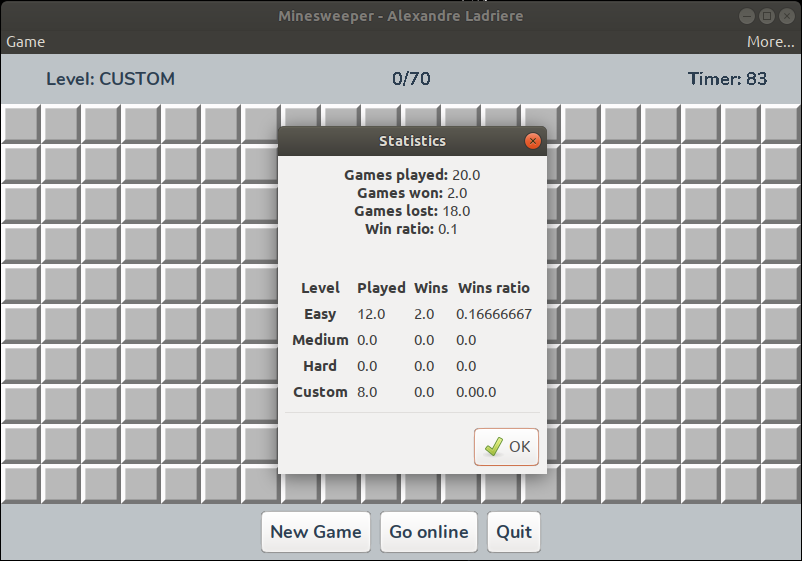 Minesweeper - Alexandre Ladriere
Game More...
Level: CUSTOM 0/70 Timer: 83
Statistics
Games played: 20.0
Games won: 2.0
Games lost: 18.0
Win ratio: 0.1
Level Played Wins Wins ratio
Easy 12.0 2.0 0.16666667
Medium 0.0 0.0 0.0
Hard 0.0 0.0 0.0
Custom 8.0 0.0 0.00.0
OK
New Game Go online Quit